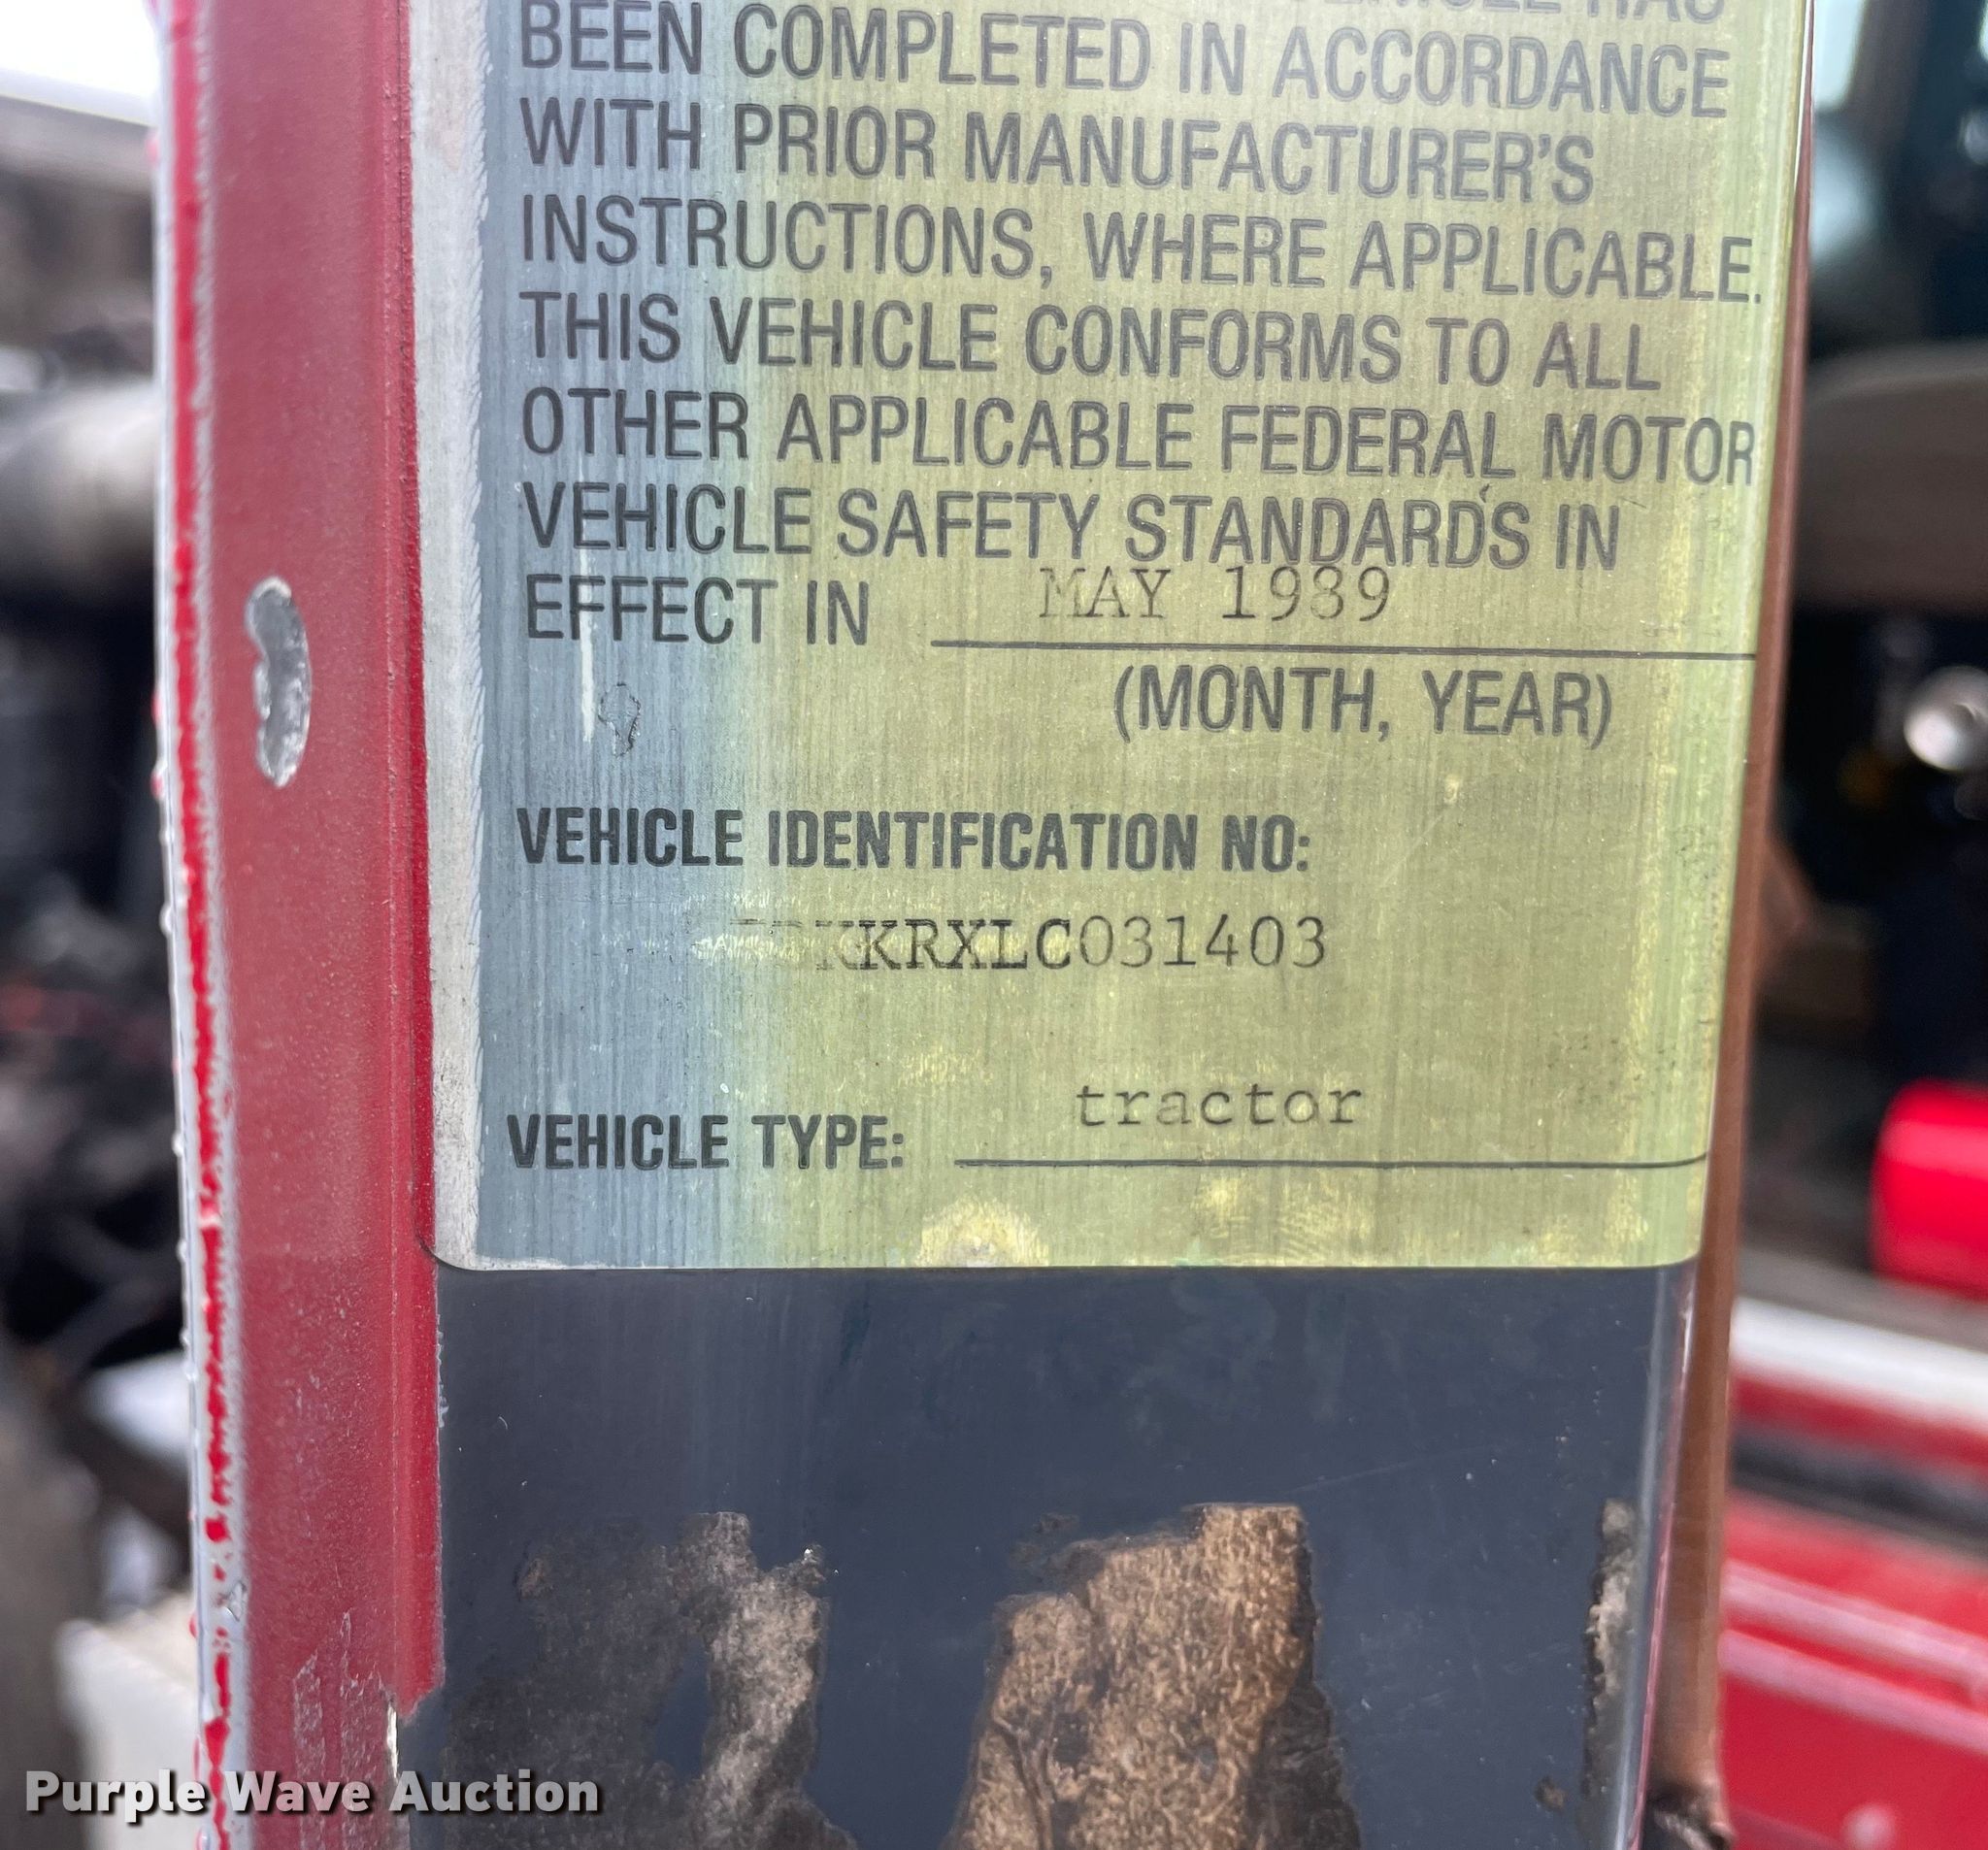 VEHICLE HAS
BEEN COMPLETED IN ACCORDANCE
WITH PRIOR MANUFACTURER'S
INSTRUCTIONS, WHERE APPLICABLE.
THIS VEHICLE CONFORMS TO ALL
OTHER APPLICABLE FEDERAL MOTOR
VEHICLE SAFETY STANDARDS IN
EFFECT IN MAY 1989
(MONTH, YEAR)
VEHICLE IDENTIFICATION NO:
KKRXLC031403
VEHICLE TYPE: tractor
Purple Wave Auction